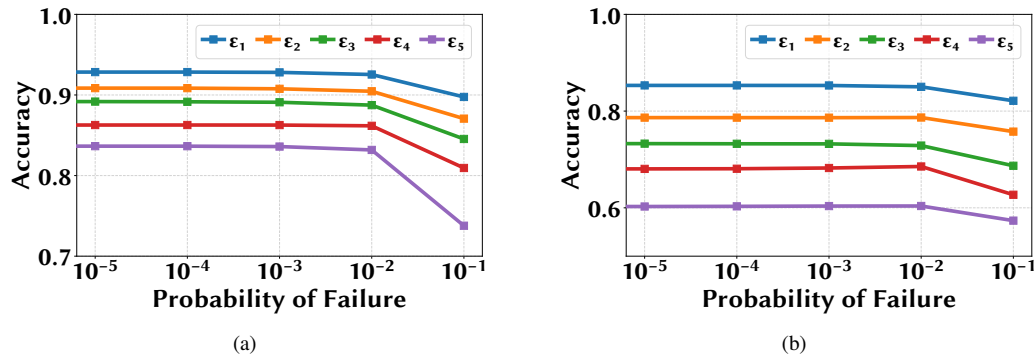 1.0
0.9
0.8
0.7
Accuracy
ε₁ ε₂ ε₃ ε₄ ε₅
10⁻⁵ 10⁻⁴ 10⁻³ 10⁻² 10⁻¹
Probability of Failure
(a)
1.0
0.8
0.6
Accuracy
ε₁ ε₂ ε₃ ε₄ ε₅
10⁻⁵ 10⁻⁴ 10⁻³ 10⁻² 10⁻¹
Probability of Failure
(b)